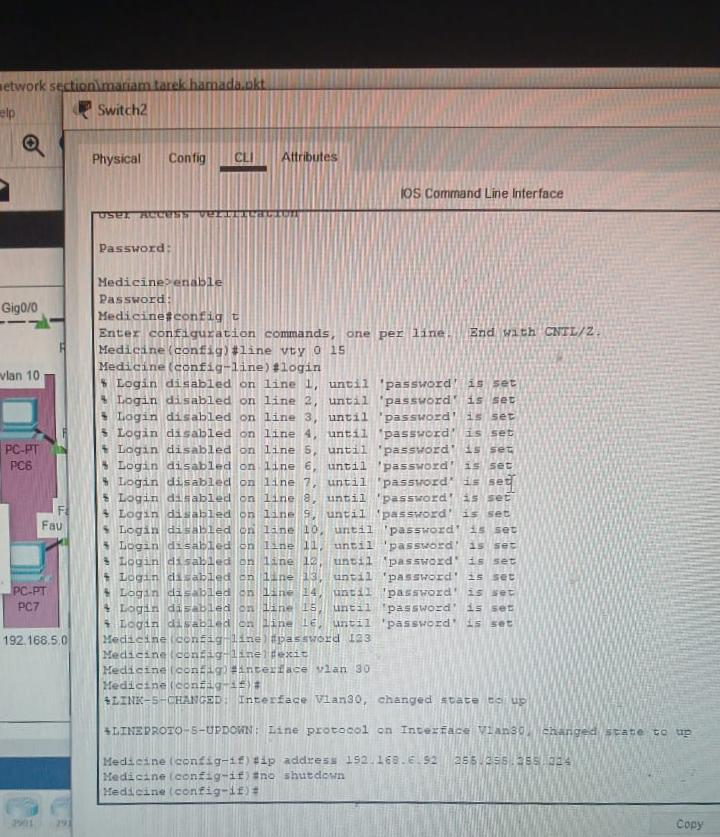 network section\mariam tarek hamada.pkt
elp
Switch2
Physical Config CLI Attributes
IOS Command Line Interface
User Access Verification
Password:
Medicine>enable
Password:
Medicine#config t
Enter configuration commands, one per line. End with CNTL/Z.
Medicine(config)#line vty 0 15
Medicine(config-line)#login
% Login disabled on line 1, until 'password' is set
% Login disabled on line 2, until 'password' is set
% Login disabled on line 3, until 'password' is set
% Login disabled on line 4, until 'password' is set
% Login disabled on line 5, until 'password' is set
% Login disabled on line 6, until 'password' is set
% Login disabled on line 7, until 'password' is set
% Login disabled on line 8, until 'password' is set
% Login disabled on line 9, until 'password' is set
% Login disabled on line 10, until 'password' is set
% Login disabled on line 11, until 'password' is set
% Login disabled on line 12, until 'password' is set
% Login disabled on line 13, until 'password' is set
% Login disabled on line 14, until 'password' is set
% Login disabled on line 15, until 'password' is set
% Login disabled on line 16, until 'password' is set
Medicine(config-line)#password 123
Medicine(config-line)#exit
Medicine(config)#interface vlan 30
Medicine(config-if)#
%LINK-5-CHANGED: Interface Vlan30, changed state to up
%LINEPROTO-5-UPDOWN: Line protocol on Interface Vlan30, changed state to up
Medicine(config-if)#ip address 192.168.6.92 255.255.255.224
Medicine(config-if)#no shutdown
Medicine(config-if)#
Copy
Gig0/0
F
vlan 10
PC-PT
PC6
Fa
PC-PT
PC7
192.168.5.0
2901
291